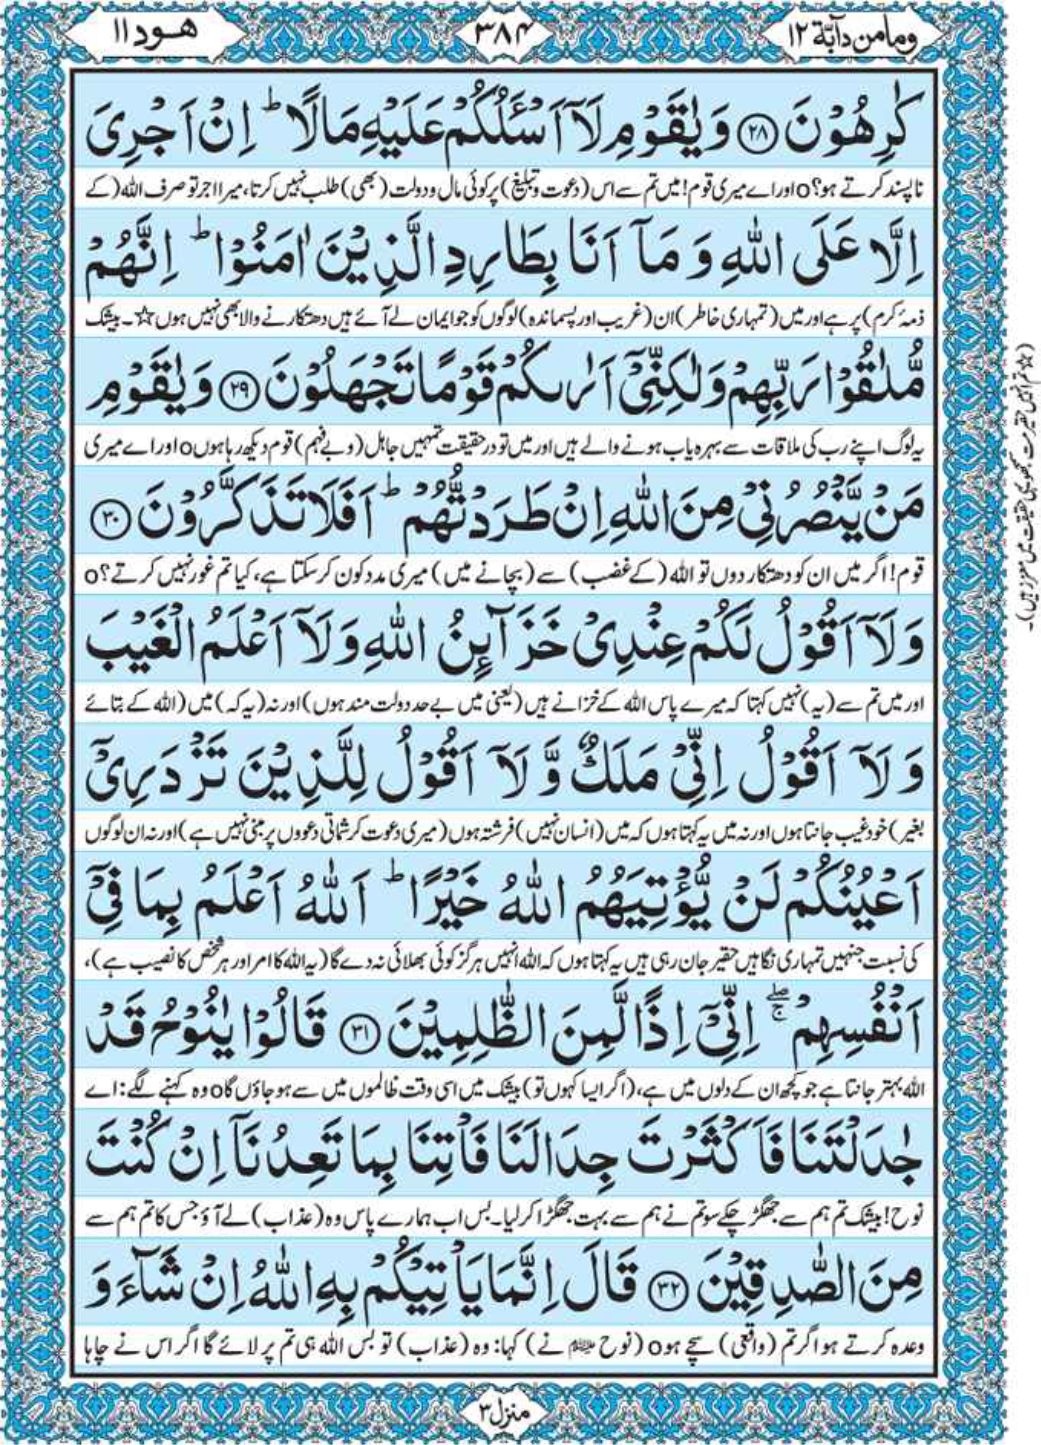 وما من دآبّة ۱۲
۳۸۴
هود ۱۱
كٰرِهُوْنَ ﴿۲۸﴾ وَيٰقَوْمِ لَاۤ اَسْـَٔلُكُمْ عَلَيْهِ مَالًا ؕ اِنْ اَجْرِىَ
ناپسند کرتے ہو؟o اور اے میری قوم! میں تم سے اس (دعوت و تبلیغ) پر کوئی مال و دولت (بھی) طلب نہیں کرتا، میرا اجر تو صرف اللہ (کے
اِلَّا عَلَى اللّٰهِ وَ مَاۤ اَنَا بِطَارِدِ الَّذِيْنَ اٰمَنُوْا ؕ اِنَّهُمْ
ذمۂ کرم) پر ہے اور میں (تمہاری خاطر) ان (غریب اور پسماندہ) لوگوں کو جو ایمان لے آئے ہیں دھتکارنے والا بھی نہیں ہوں☆۔ بیشک
مُّلٰقُوْا رَبِّهِمْ وَلٰكِنِّىْۤ اَرٰىكُمْ قَوْمًا تَجْهَلُوْنَ ﴿۲۹﴾ وَيٰقَوْمِ
یہ لوگ اپنے رب کی ملاقات سے بہرہ یاب ہونے والے ہیں اور میں تو درحقیقت تمہیں جاہل (و بے فہم) قوم دیکھ رہا ہوںo اور اے میری
مَنْ يَّنْصُرُنِىْ مِنَ اللّٰهِ اِنْ طَرَدْتُّهُمْ ؕ اَفَلَا تَذَكَّرُوْنَ ﴿۳۰﴾
قوم! اگر میں ان کو دھتکار دوں تو اللہ (کے غضب) سے (بچانے میں) میری مدد کون کر سکتا ہے، کیا تم غور نہیں کرتے؟o
وَلَاۤ اَقُوْلُ لَكُمْ عِنْدِىْ خَزَآىِٕنُ اللّٰهِ وَلَاۤ اَعْلَمُ الْغَيْبَ
اور میں تم سے (یہ) نہیں کہتا کہ میرے پاس اللہ کے خزانے ہیں (یعنی میں بے حد دولت مند ہوں) اور نہ (یہ کہ) میں (اللہ کے بتائے
وَ لَاۤ اَقُوْلُ اِنِّىْ مَلَكٌ وَّ لَاۤ اَقُوْلُ لِلَّذِيْنَ تَزْدَرِىْۤ
بغیر) خود غیب جانتا ہوں اور نہ میں یہ کہتا ہوں کہ میں (انسان نہیں) فرشتہ ہوں (میری دعوت کرشماتی دعووں پر مبنی نہیں ہے) اور نہ ان لوگوں
اَعْيُنُكُمْ لَنْ يُّؤْتِيَهُمُ اللّٰهُ خَيْرًا ؕ اَللّٰهُ اَعْلَمُ بِمَا فِىْۤ
کی نسبت جنہیں تمہاری نگاہیں حقیر جان رہی ہیں یہ کہتا ہوں کہ اللہ انہیں ہرگز کوئی بھلائی نہ دے گا (یہ اللہ کا امر اور ہر شخص کا نصیب ہے)،
اَنْفُسِهِمْ ۖۚ اِنِّىْۤ اِذًا لَّمِنَ الظّٰلِمِيْنَ ﴿۳۱﴾ قَالُوْا يٰنُوْحُ قَدْ
اللہ بہتر جانتا ہے جو کچھ ان کے دلوں میں ہے، (اگر ایسا کہوں تو) بیشک میں اسی وقت ظالموں میں سے ہو جاؤں گاo وہ کہنے لگے: اے
جٰدَلْتَنَا فَاَكْثَرْتَ جِدَالَنَا فَاْتِنَا بِمَا تَعِدُنَاۤ اِنْ كُنْتَ
نوح! بیشک تم ہم سے جھگڑ چکے سو تم نے ہم سے بہت جھگڑا کر لیا۔ بس اب ہمارے پاس وہ (عذاب) لے آؤ جس کا تم ہم سے
مِنَ الصّٰدِقِيْنَ ﴿۳۲﴾ قَالَ اِنَّمَا يَاْتِيْكُمْ بِهِ اللّٰهُ اِنْ شَآءَ وَ
وعدہ کرتے ہو اگر تم (واقعی) سچے ہوo (نوح علیہ السلام نے) کہا: وہ (عذاب) تو بس اللہ ہی تم پر لائے گا اگر اس نے چاہا
(☆ تم انہیں حقیر مت سمجھو یہی حقیقت میں معزز ہیں)۔
منزل ۳